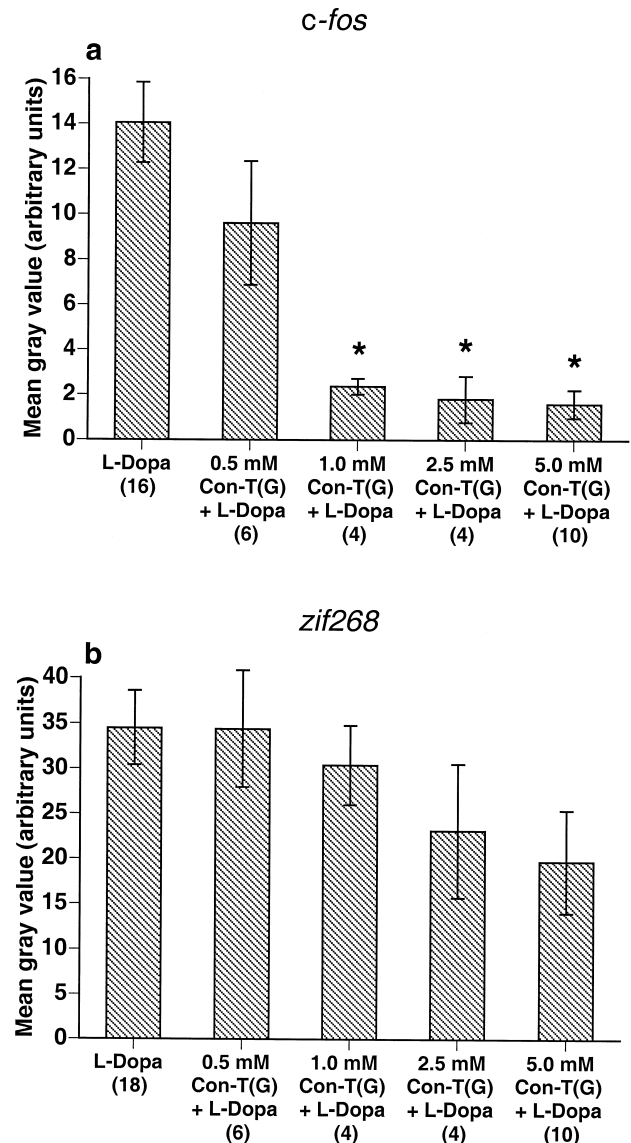 c-fos
a
Mean gray value (arbitrary units)
16
14
12
10
8
6
4
2
0
* * *
L-Dopa 0.5 mM 1.0 mM 2.5 mM 5.0 mM
(16) Con-T(G) Con-T(G) Con-T(G) Con-T(G)
+ L-Dopa + L-Dopa + L-Dopa + L-Dopa
(6) (4) (4) (10)
zif268
b
Mean gray value (arbitrary units)
40
35
30
25
20
15
10
5
0
L-Dopa 0.5 mM 1.0 mM 2.5 mM 5.0 mM
(18) Con-T(G) Con-T(G) Con-T(G) Con-T(G)
+ L-Dopa + L-Dopa + L-Dopa + L-Dopa
(6) (4) (4) (10)